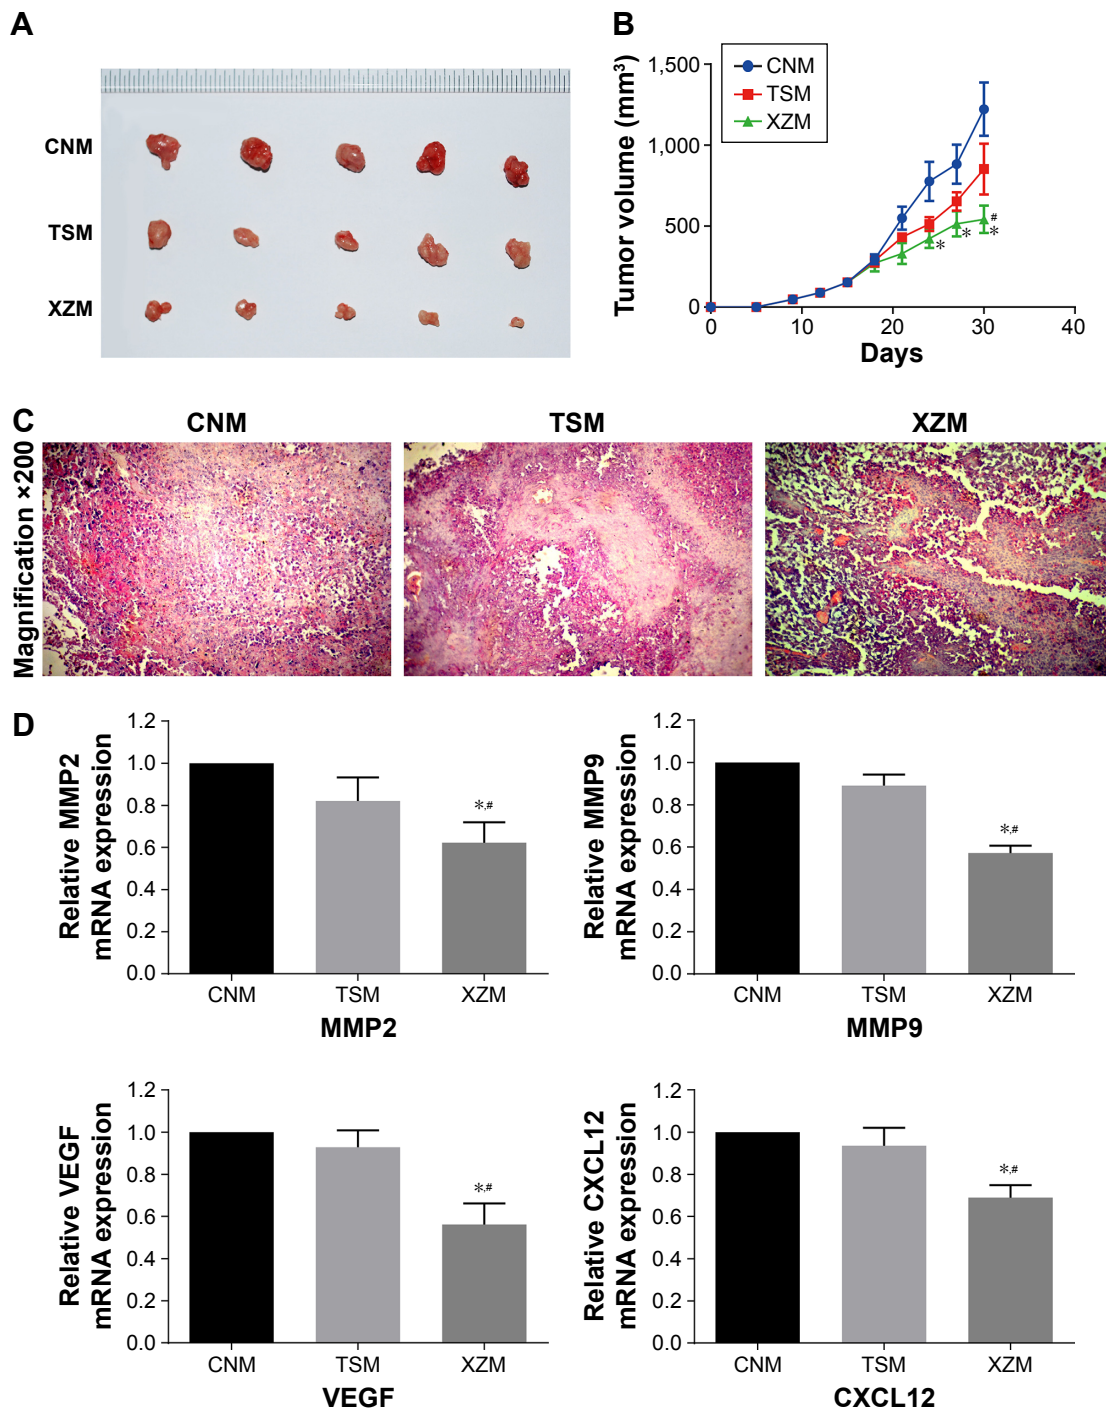 A
CNM
TSM
XZM
B
CNM
TSM
XZM
Tumor volume (mm³)
1,500
1,000
500
0
0 10 20 30 40
Days
*
*
#
*
C
CNM TSM XZM
Magnification ×200
D
Relative MMP2
mRNA expression
1.2
1.0
0.8
0.6
0.4
0.2
0.0
*,#
CNM TSM XZM
MMP2
Relative MMP9
mRNA expression
1.2
1.0
0.8
0.6
0.4
0.2
0.0
*,#
CNM TSM XZM
MMP9
Relative VEGF
mRNA expression
1.2
1.0
0.8
0.6
0.4
0.2
0.0
*,#
CNM TSM XZM
VEGF
Relative CXCL12
mRNA expression
1.2
1.0
0.8
0.6
0.4
0.2
0.0
*,#
CNM TSM XZM
CXCL12